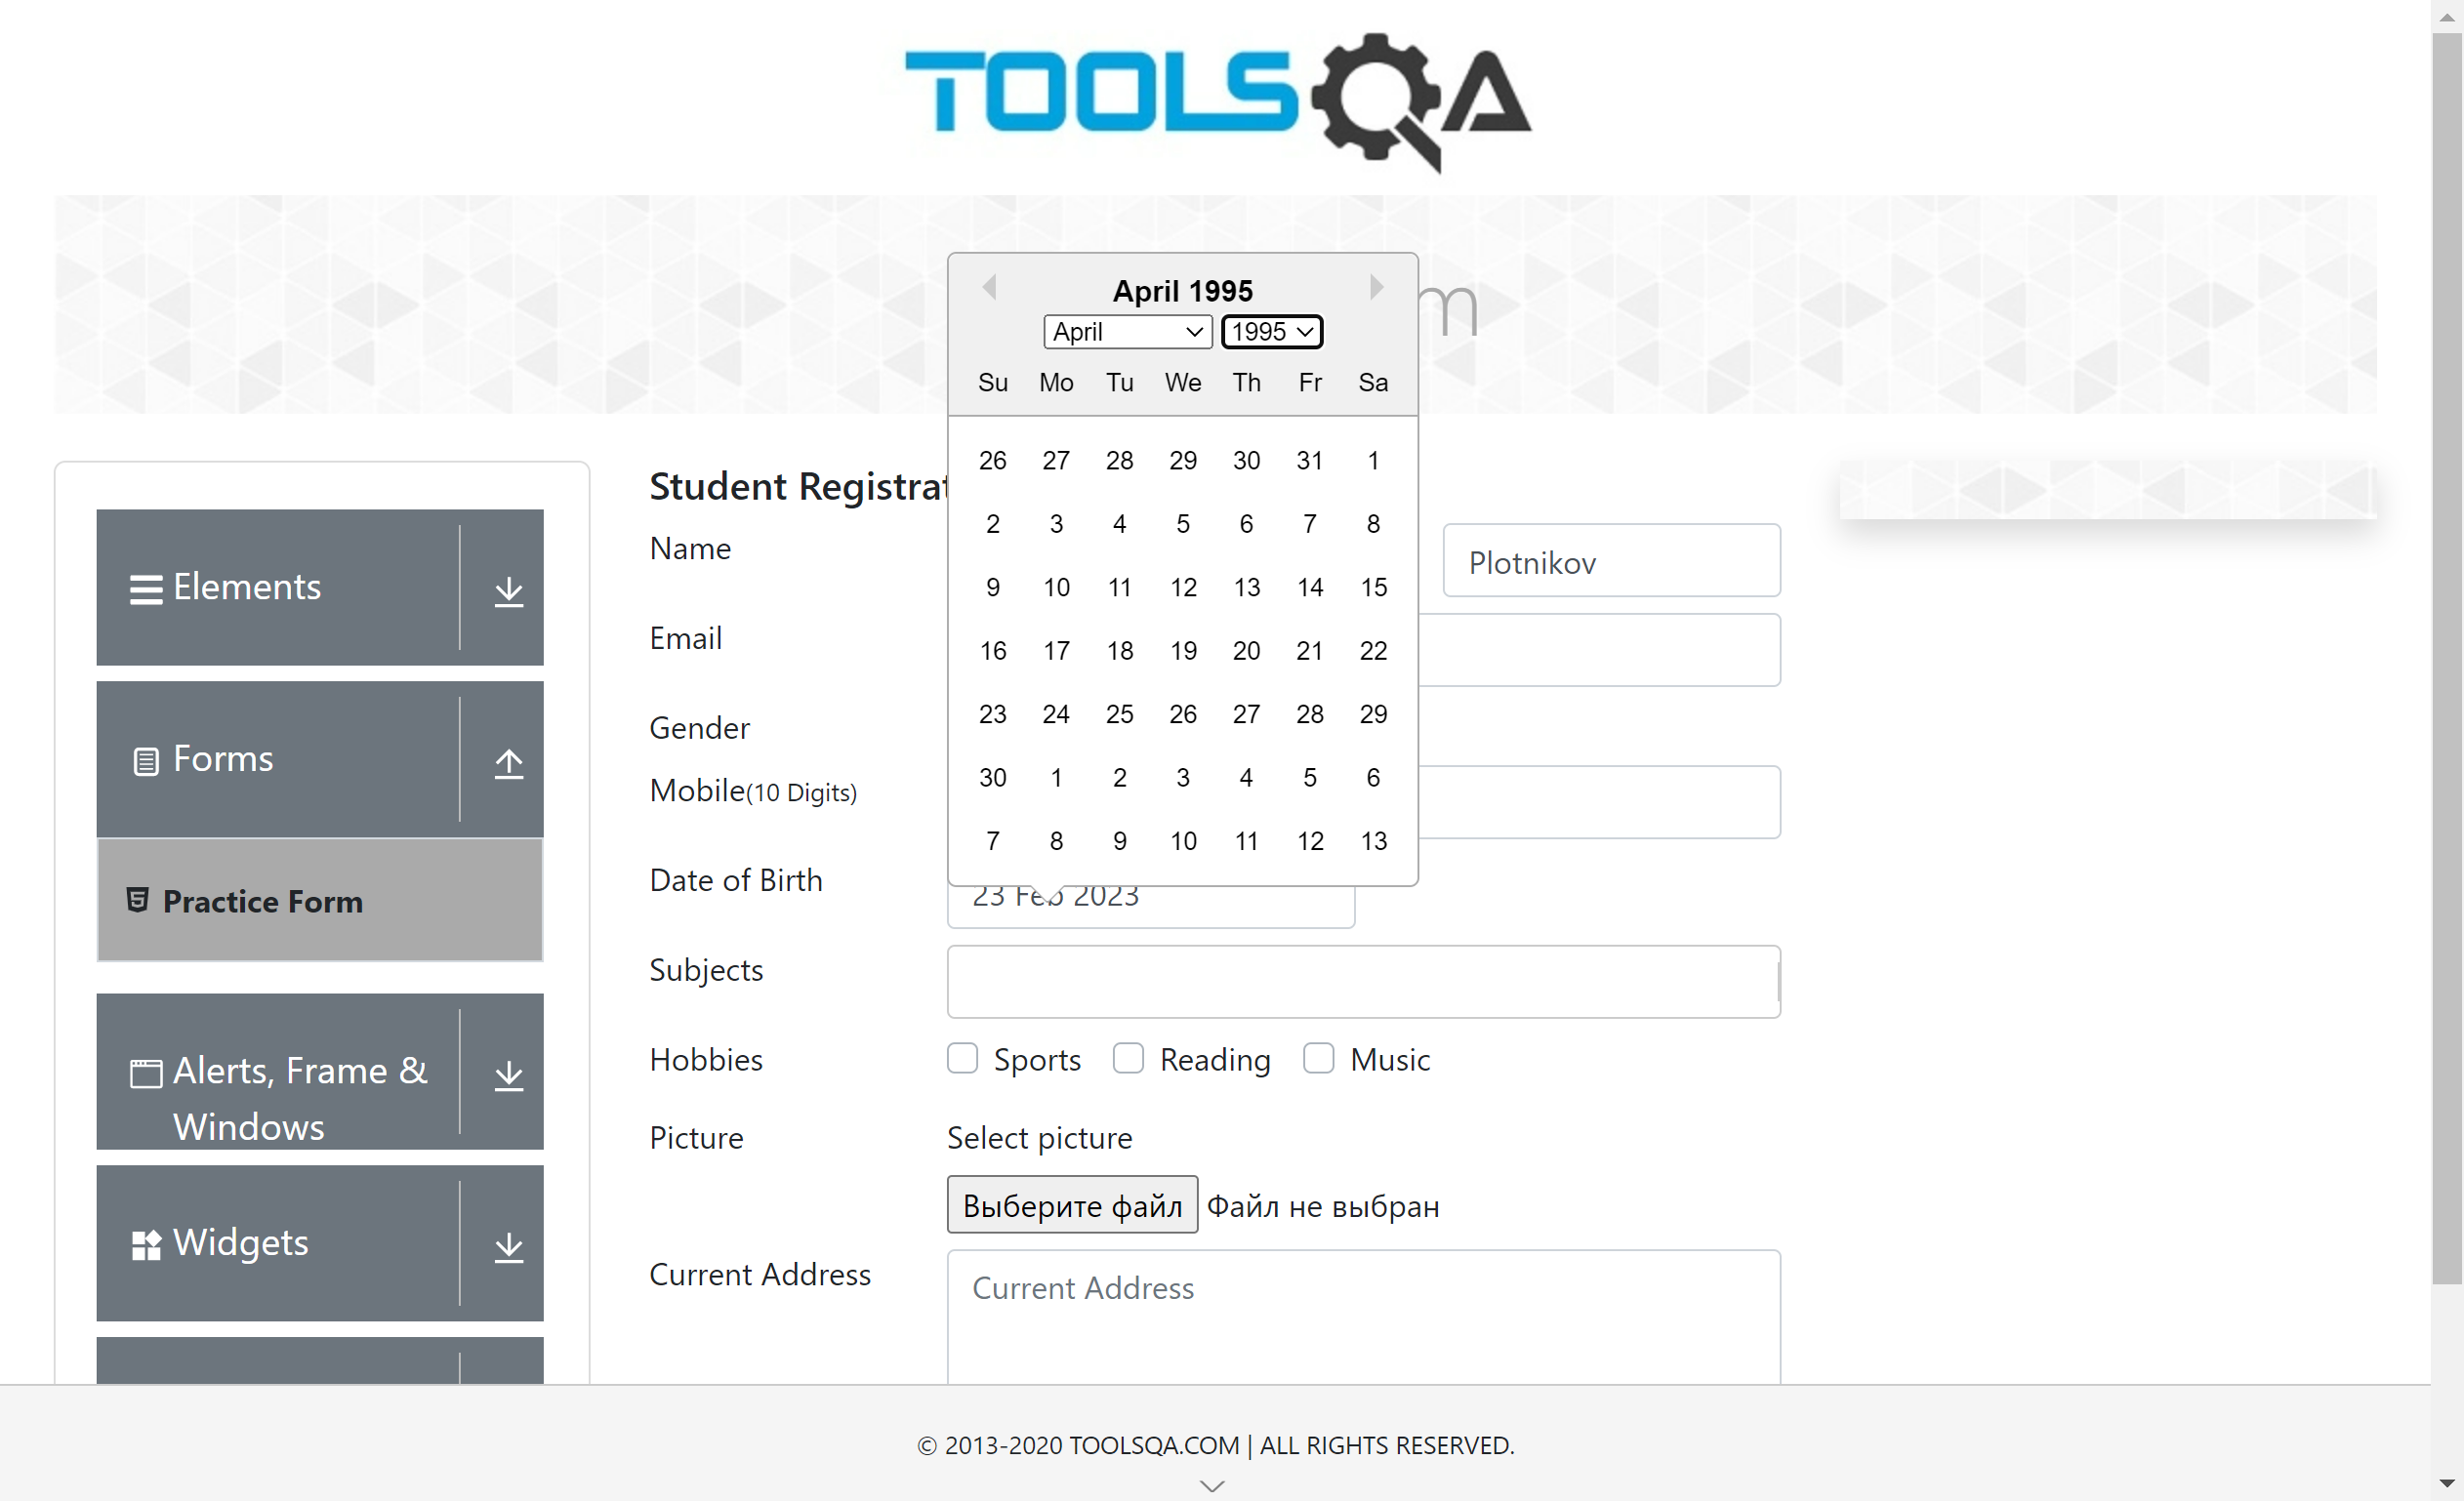 TOOLSQA
m
April 1995
April 1995
Su Mo Tu We Th Fr Sa
26 27 28 29 30 31 1
2 3 4 5 6 7 8
9 10 11 12 13 14 15
16 17 18 19 20 21 22
23 24 25 26 27 28 29
30 1 2 3 4 5 6
7 8 9 10 11 12 13
Elements
Forms
Practice Form
Alerts, Frame &
Windows
Widgets
Student Registrat
Name
Plotnikov
Email
Gender
Mobile(10 Digits)
Date of Birth
23 Feb 2023
Subjects
Hobbies
Sports Reading Music
Picture
Select picture
Выберите файл Файл не выбран
Current Address
Current Address
© 2013-2020 TOOLSQA.COM | ALL RIGHTS RESERVED.